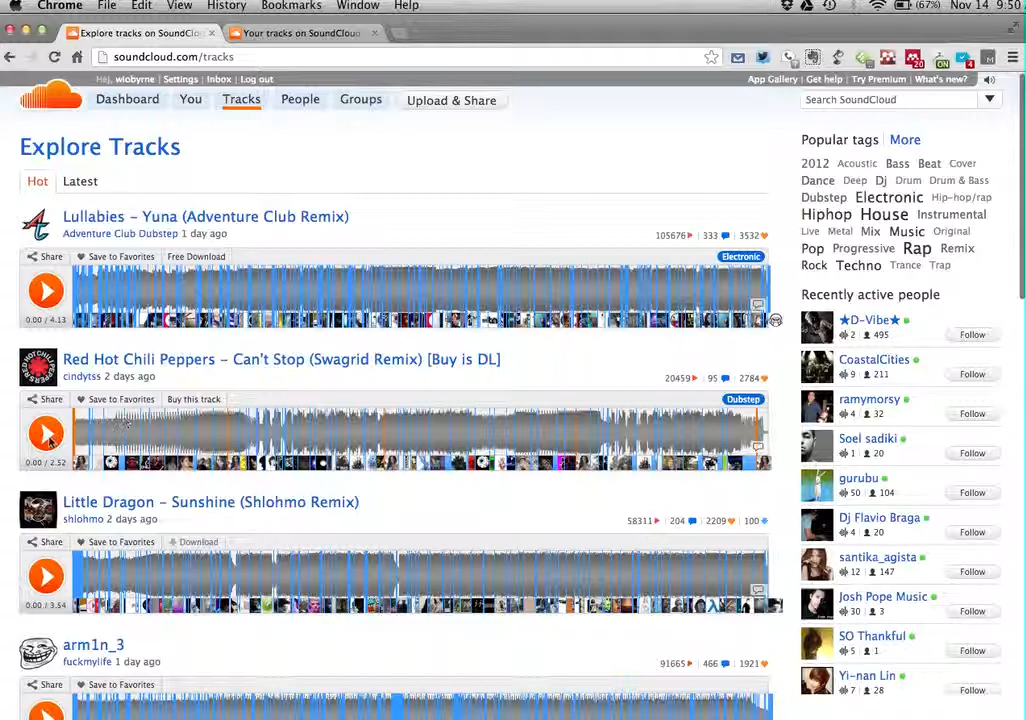 Chrome File Edit View History Bookmarks Window Help (67%) Nov 14 9:50
Explore tracks on SoundClo × Your tracks on SoundCloud ×
soundcloud.com/tracks 20 ON 4
Hej, wiobyrne Settings Inbox Log out App Gallery Get help Try Premium What's new?
Dashboard You Tracks People Groups Upload & Share Search SoundCloud
Explore Tracks
Hot Latest
Lullabies – Yuna (Adventure Club Remix)
Adventure Club Dubstep 1 day ago 105676 333 3532
Share Save to Favorites Free Download Electronic
0.00 / 4.13
Red Hot Chili Peppers – Can't Stop (Swagrid Remix) [Buy is DL]
cindytss 2 days ago 20459 95 2784
Share Save to Favorites Buy this track Dubstep
0.00 / 2.52
Little Dragon – Sunshine (Shlohmo Remix)
shlohmo 2 days ago 58311 204 2209 100
Share Save to Favorites Download
0.00 / 3.54
arm1n_3
fuckmylife 1 day ago 91665 466 1921
Share Save to Favorites
Popular tags More
2012 Acoustic Bass Beat Cover
Dance Deep Dj Drum Drum & Bass
Dubstep Electronic Hip-hop/rap
Hiphop House Instrumental
Live Metal Mix Music Original
Pop Progressive Rap Remix
Rock Techno Trance Trap
Recently active people
★D-Vibe★
2 495 Follow
CoastalCities
9 211 Follow
ramymorsy
4 32 Follow
Soel sadiki
1 20 Follow
gurubu
50 104 Follow
Dj Flavio Braga
4 20 Follow
santika_agista
12 147 Follow
Josh Pope Music
30 3 Follow
SO Thankful
5 1 Follow
Yi-nan Lin
7 28 Follow